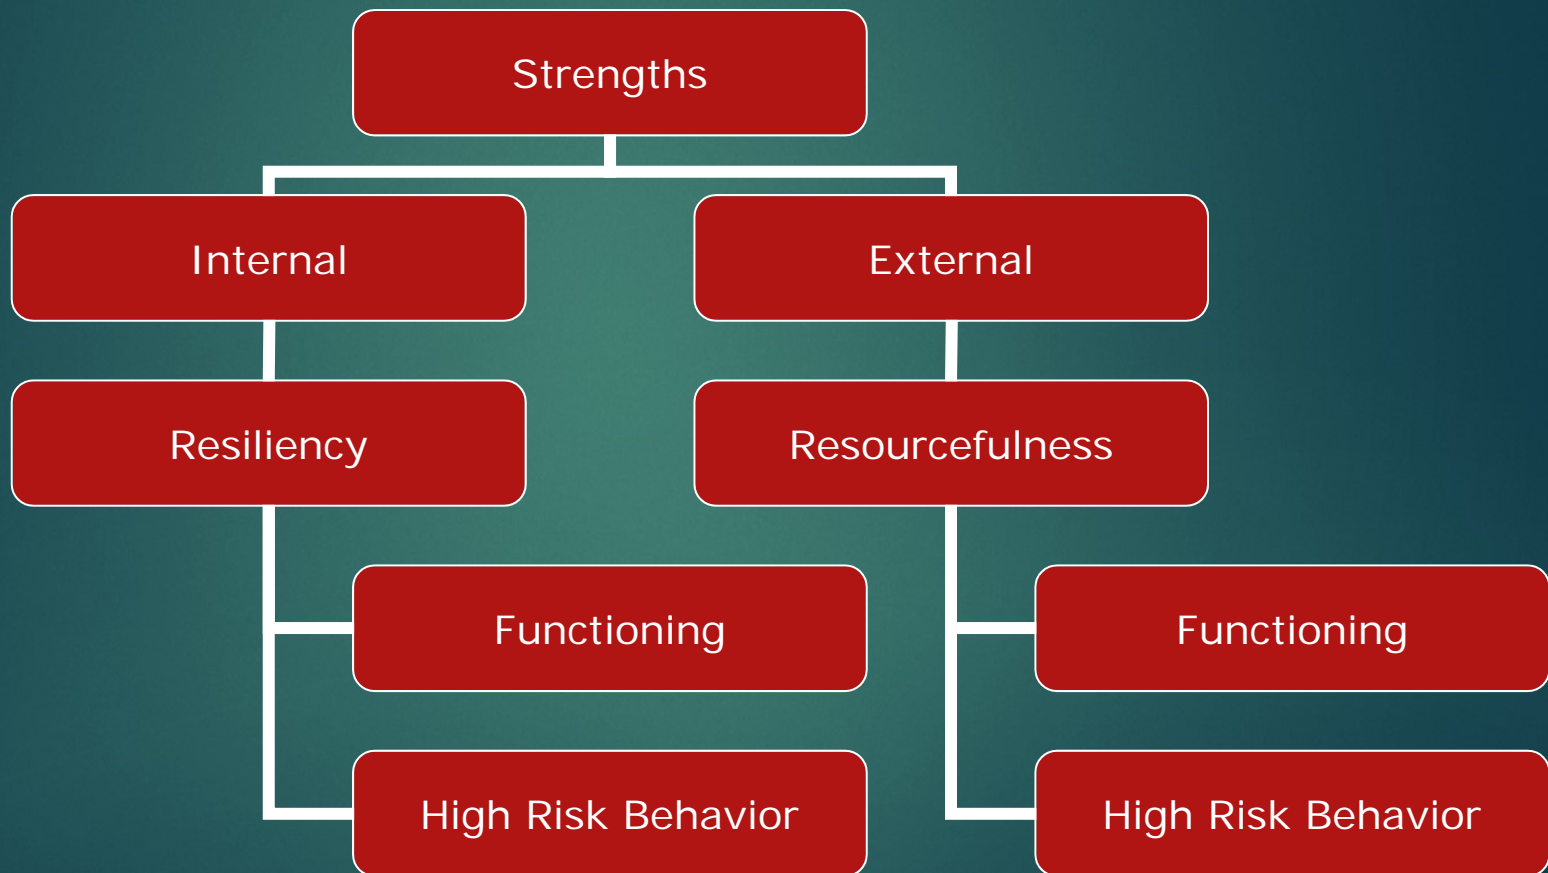 Strengths
Internal
External
Resiliency
Resourcefulness
Functioning
Functioning
High Risk Behavior
High Risk Behavior